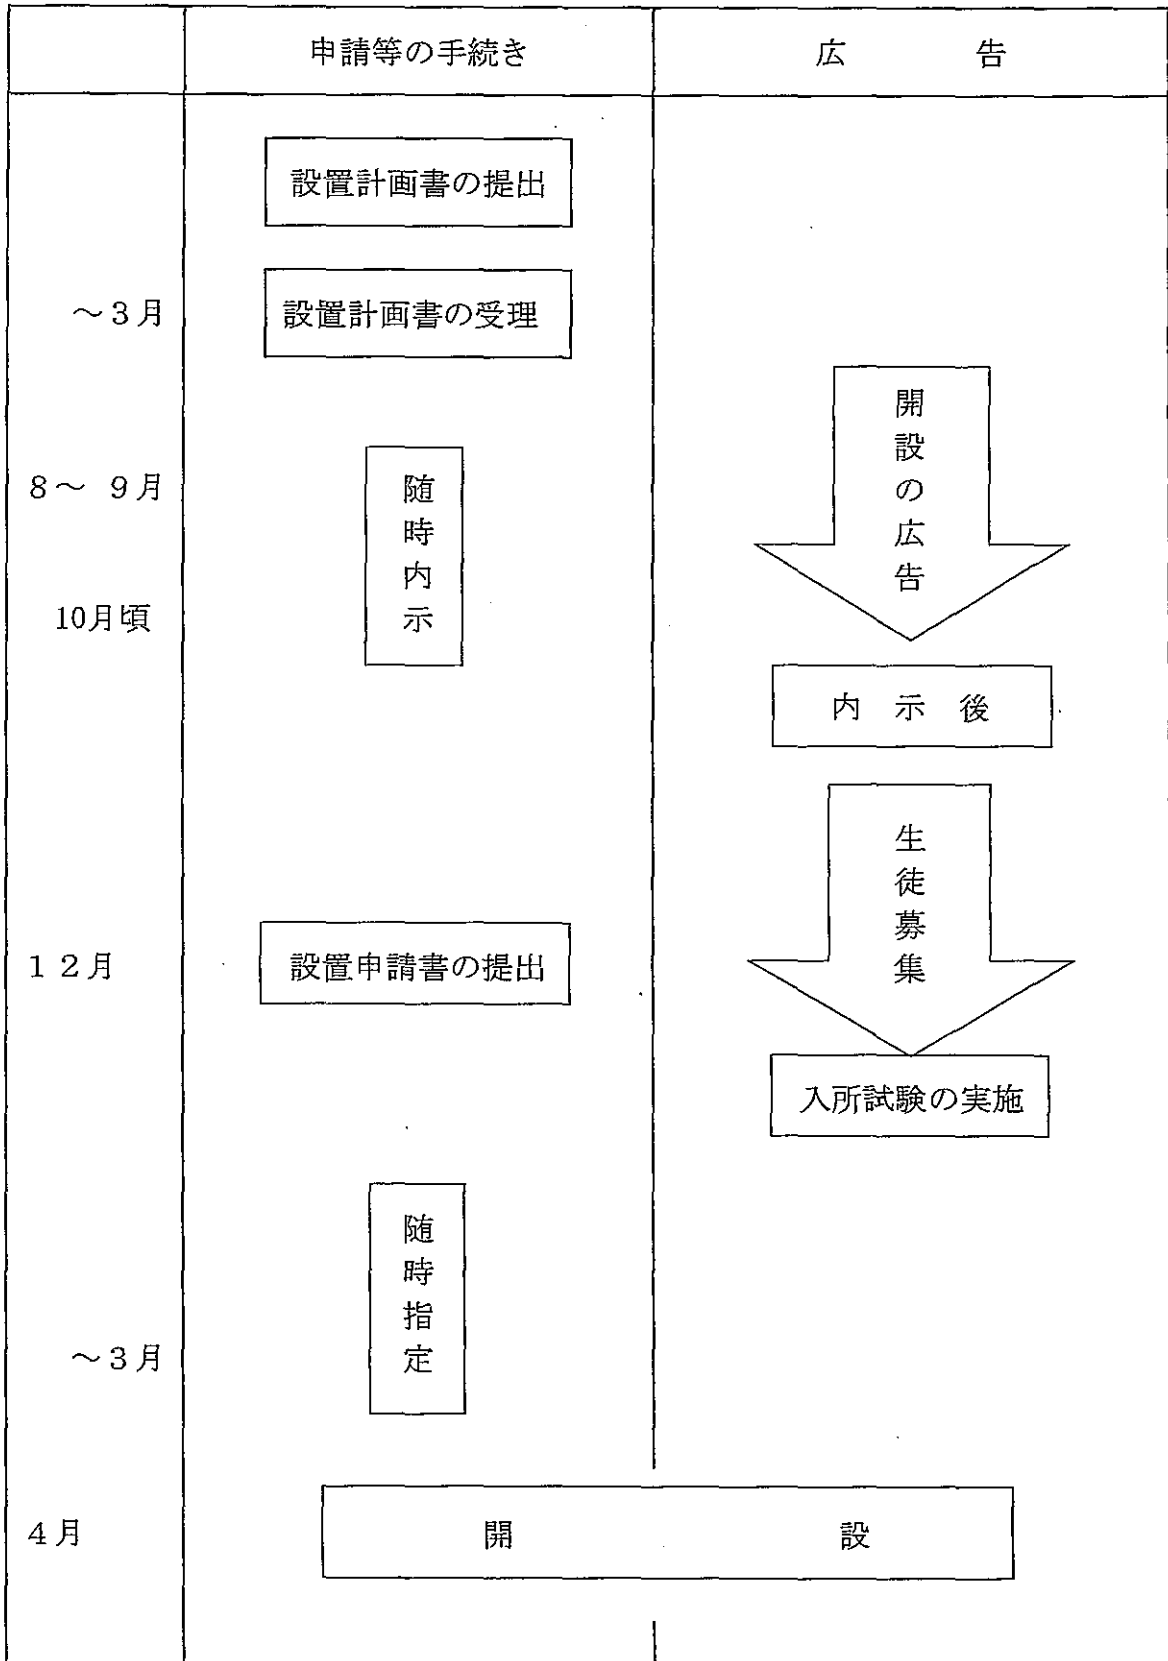 申請等の手続き
広告
設置計画書の提出
～３月
設置計画書の受理
開設の広告
８～ ９月
随時内示
10月頃
内示後
生徒募集
１２月
設置申請書の提出
入所試験の実施
随時指定
～３月
４月
開設